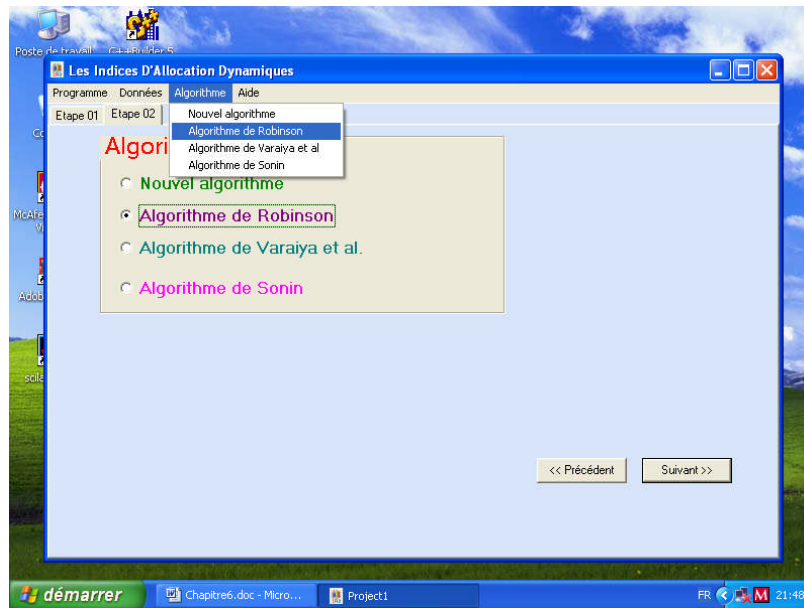 Poste de travail C++Builder 5
Les Indices D'Allocation Dynamiques
Programme Données Algorithme Aide
Etape 01 Etape 02
Nouvel algorithme
Algorithme de Robinson
Algorithme de Varaiya et al
Algorithme de Sonin
Algori
Nouvel algorithme
Algorithme de Robinson
Algorithme de Varaiya et al.
Algorithme de Sonin
McAfe
Adob
scila
<< Précédent Suivant >>
démarrer Chapitre6.doc - Micro... Project1 FR 21:48